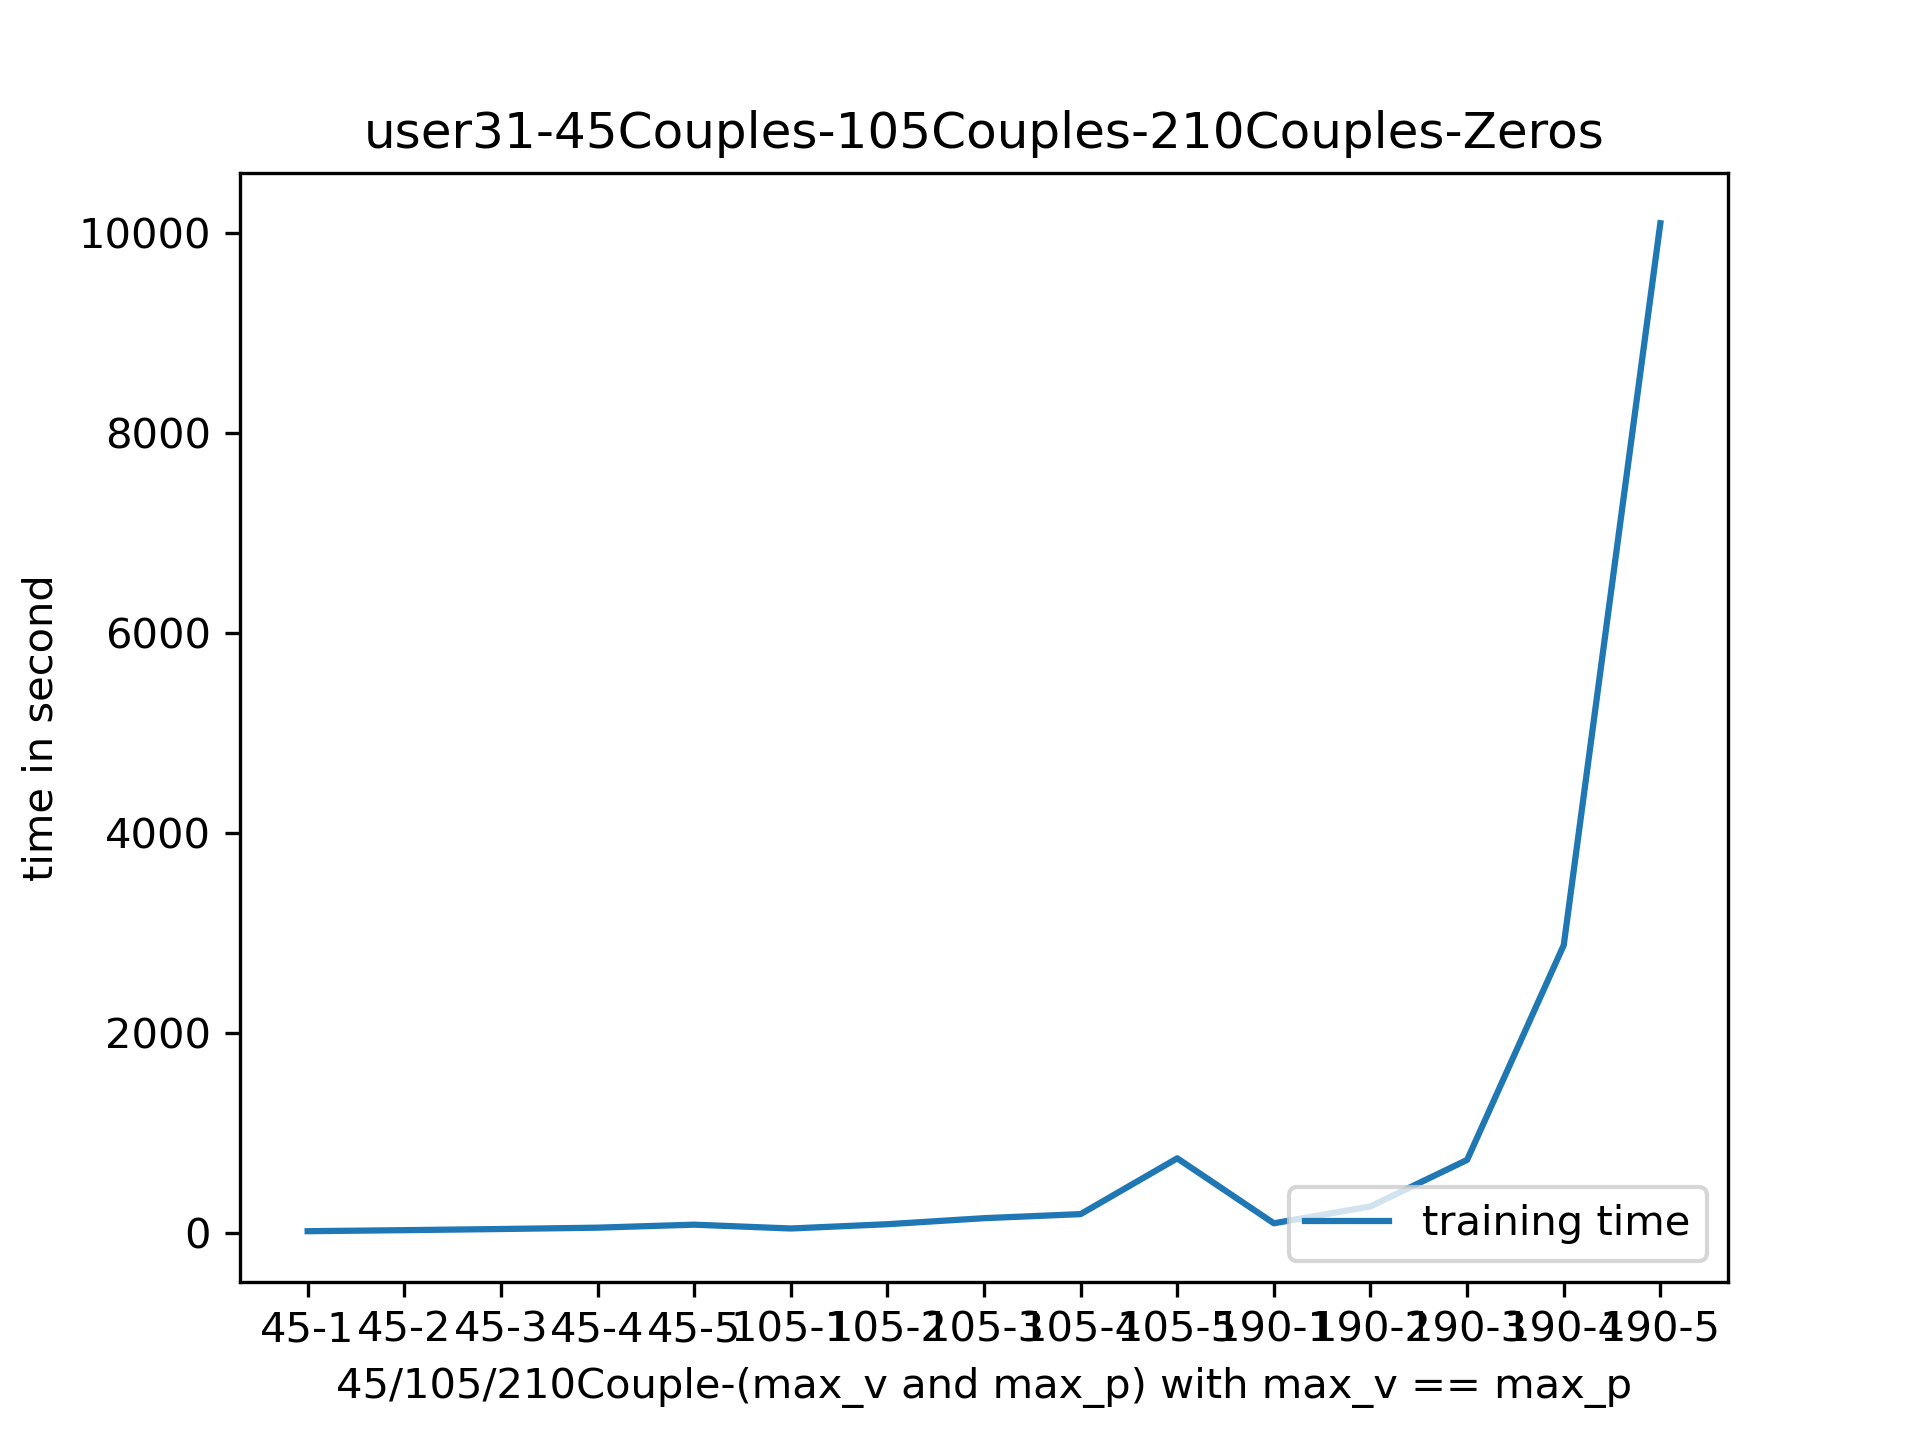 user31-45Couples-105Couples-210Couples-Zeros
10000
8000
6000
4000
2000
0
time in second
training time
45-1 45-2 45-3 45-4 45-5 105-1 105-2 105-3 105-4 105-5 190-1 190-2 190-3 190-4 190-5
45/105/210Couple-(max_v and max_p) with max_v == max_p